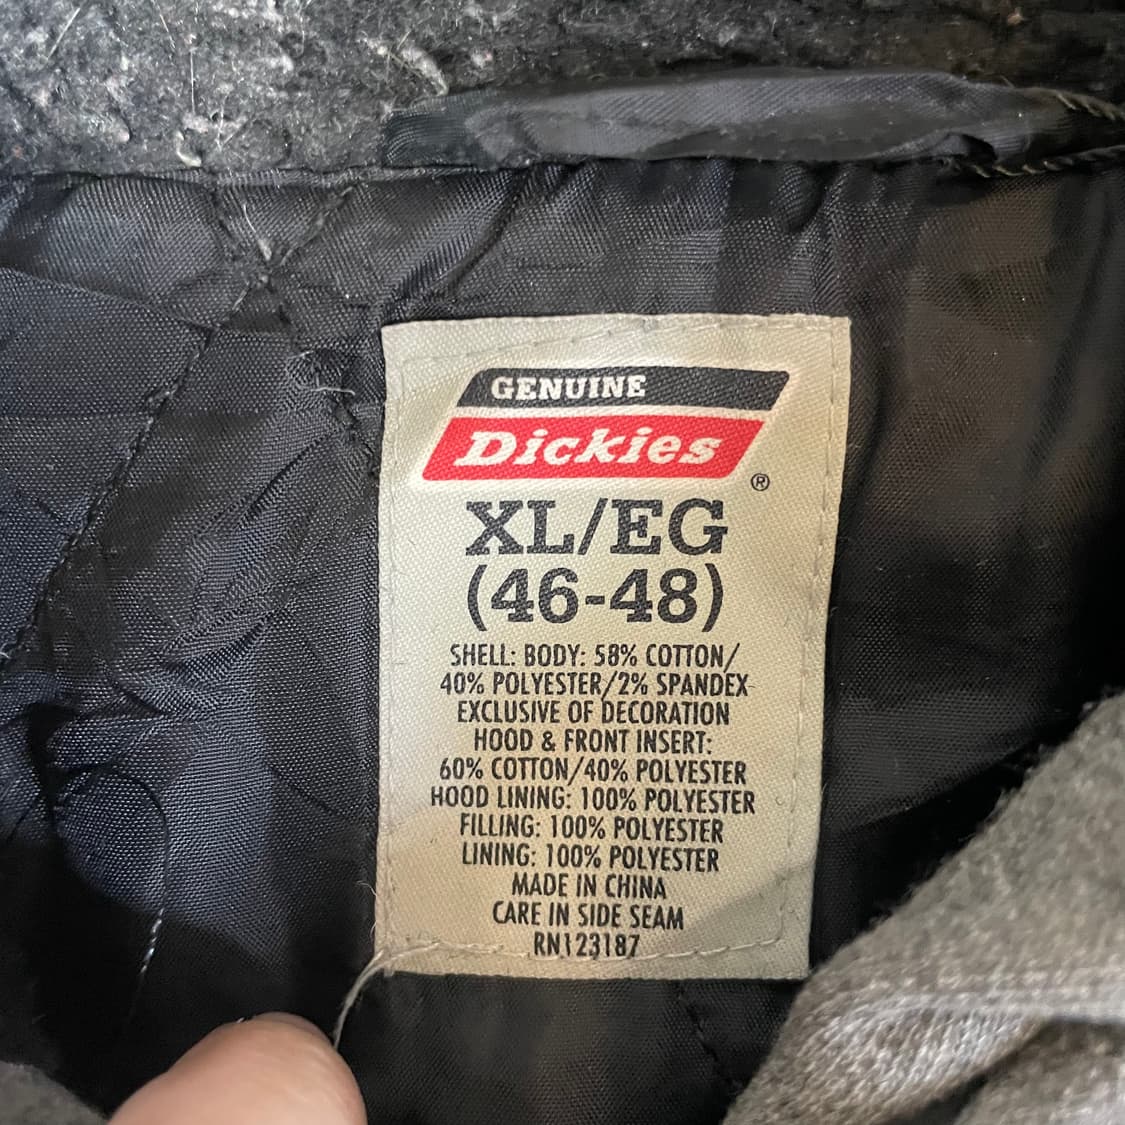 GENUINE
Dickies
®
XL/EG
(46-48)
SHELL: BODY: 58% COTTON/
40% POLYESTER/2% SPANDEX
EXCLUSIVE OF DECORATION
HOOD & FRONT INSERT:
60% COTTON/40% POLYESTER
HOOD LINING: 100% POLYESTER
FILLING: 100% POLYESTER
LINING: 100% POLYESTER
MADE IN CHINA
CARE IN SIDE SEAM
RN123187